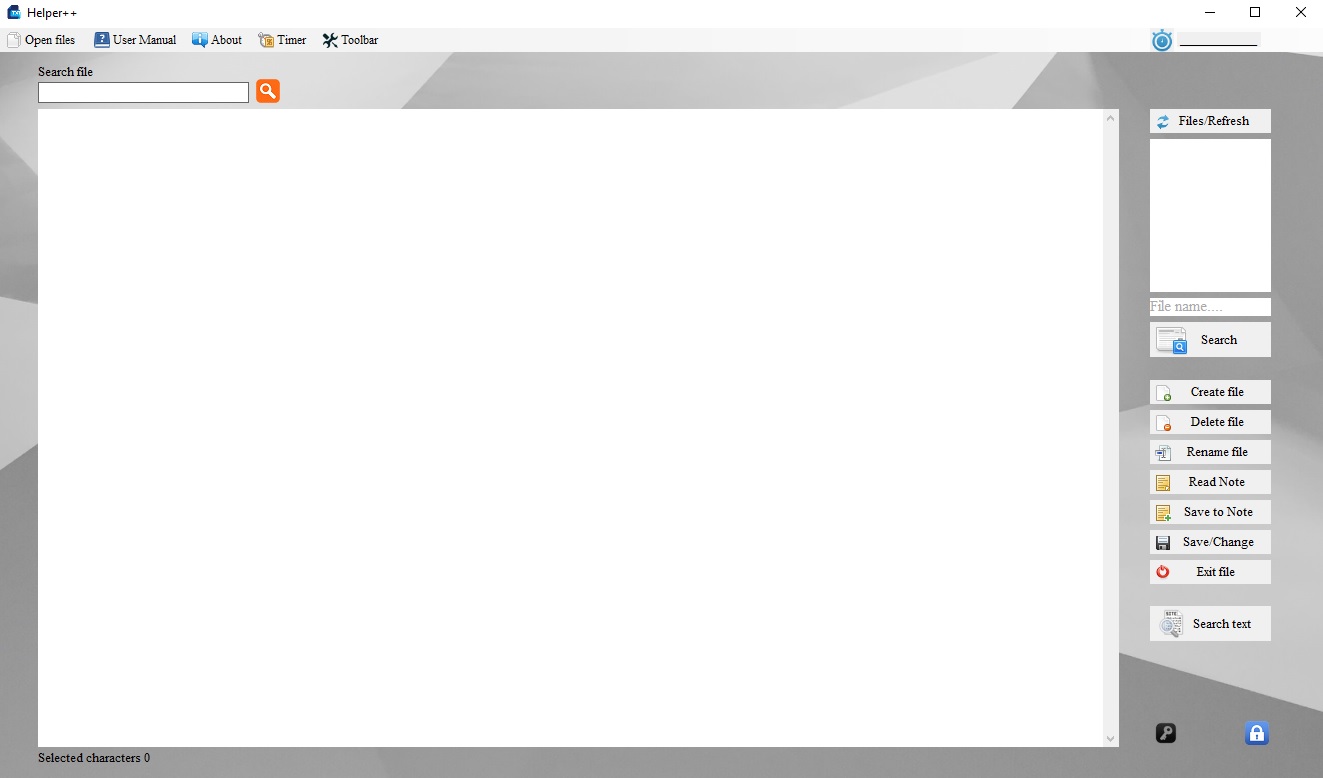 Helper++
Open files User Manual About Timer Toolbar
Search file
Files/Refresh
File name....
Search
Create file
Delete file
Rename file
Read Note
Save to Note
Save/Change
Exit file
Search text
Selected characters 0